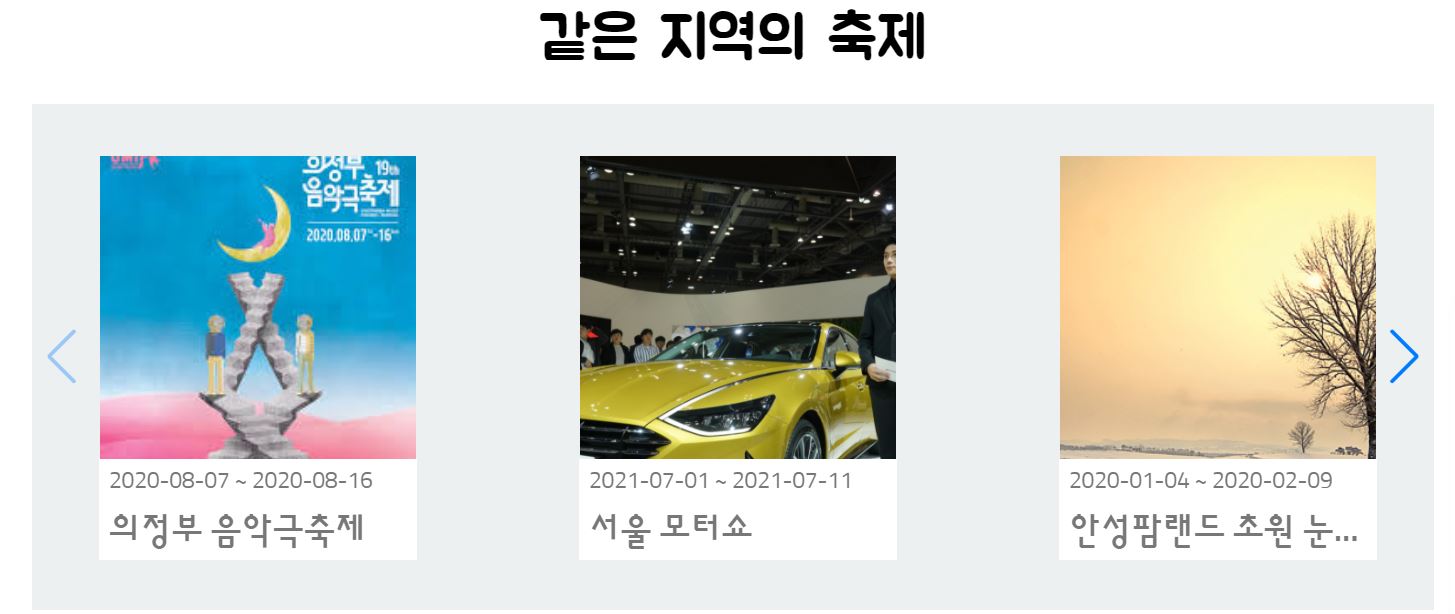 같은 지역의 축제
의정부 19th
음악극축제
2020.08.07 -16
2020-08-07 ~ 2020-08-16
의정부 음악극축제
2021-07-01 ~ 2021-07-11
서울 모터쇼
2020-01-04 ~ 2020-02-09
안성팜랜드 초원 눈...